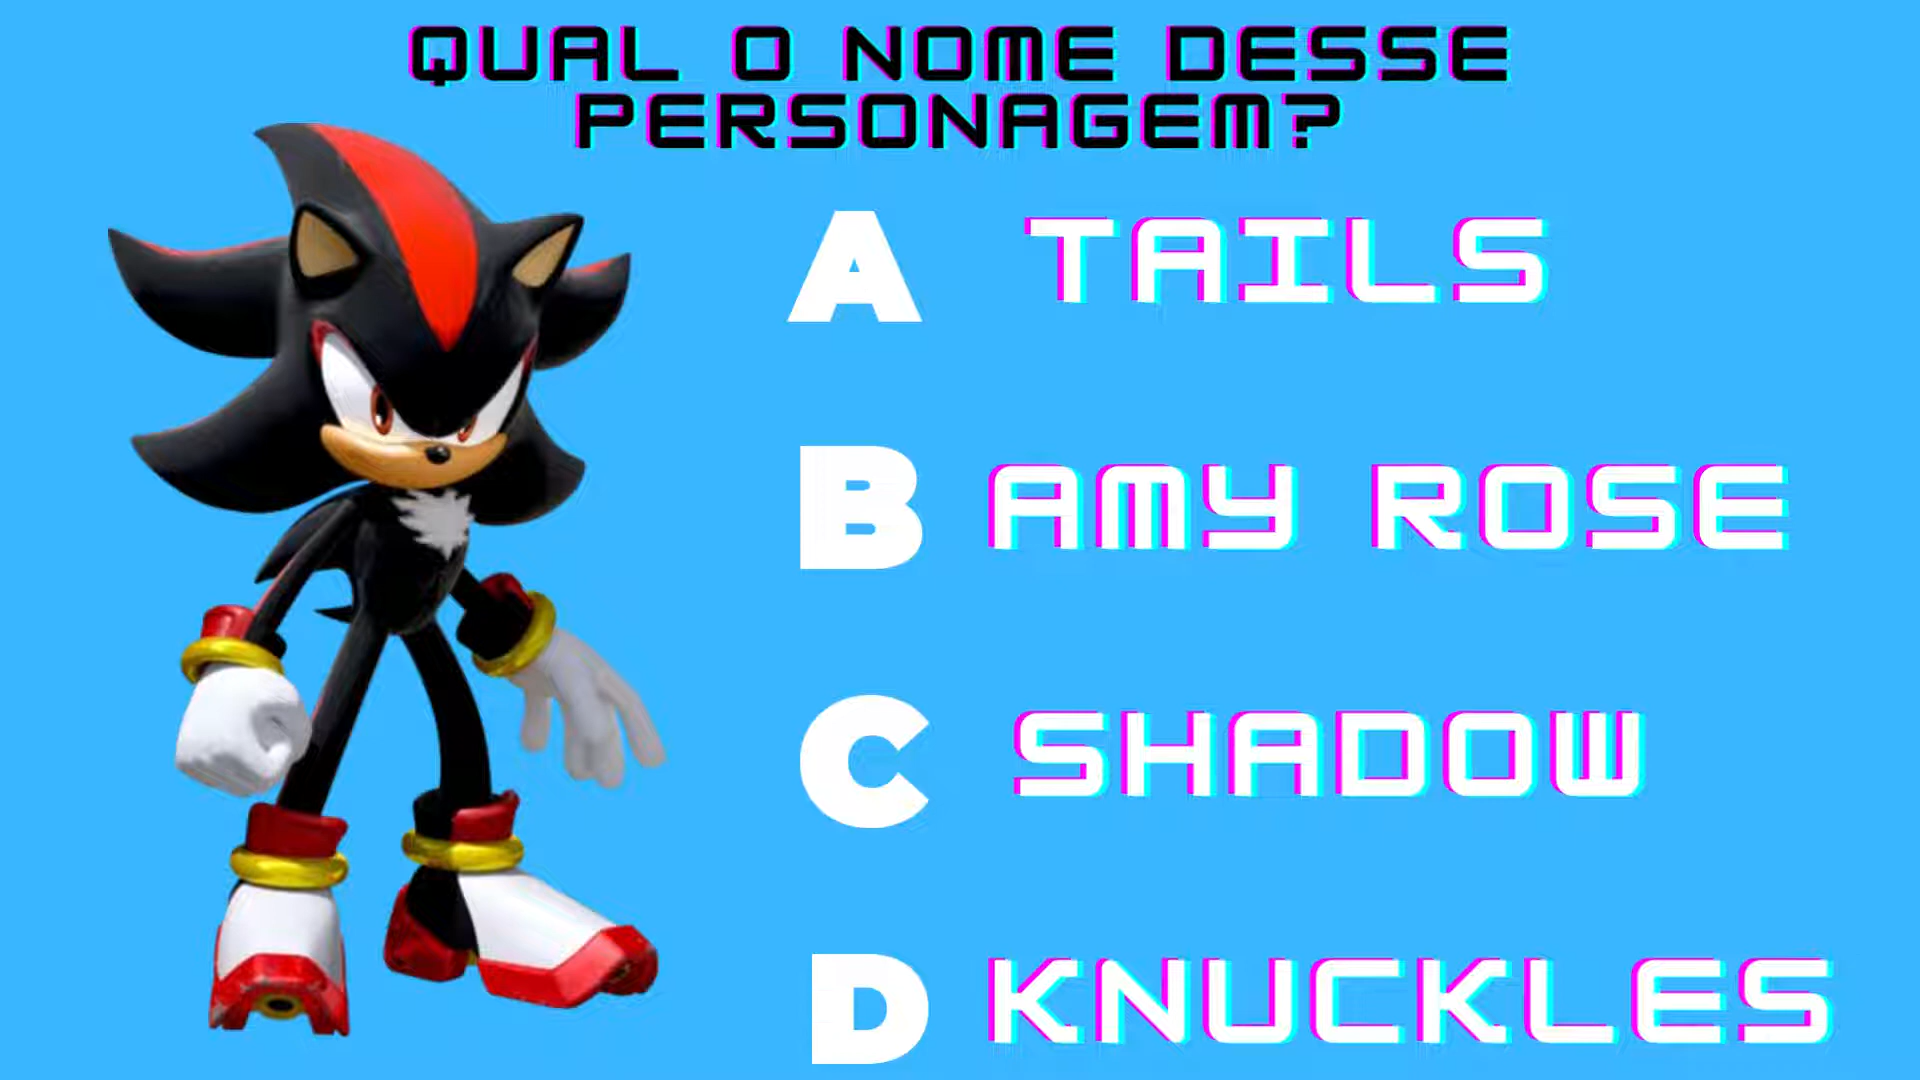 QUAL O NOME DESSE
PERSONAGEM?
A TAILS
B AMY ROSE
C SHADOW
D KNUCKLES